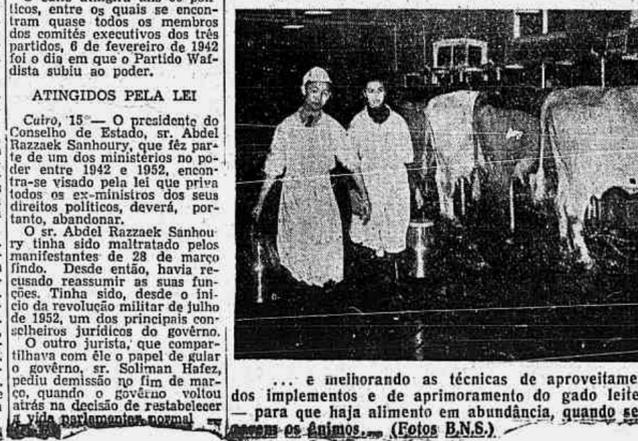 ticos, entre os quais se encon-
tram quase todos os membros
dos comités executivos dos três
partidos, 6 de fevereiro de 1942
foi o dia em que o Partido Waf-
dista subiu ao poder.
ATINGIDOS PELA LEI
Cairo, 15 — O presidente do
Conselho de Estado, sr. Abdel
Razzaek Sanhoury, que fêz par-
te de um dos ministérios no po-
der entre 1942 e 1952, encon-
tra-se visado pela lei que priva
todos os ex-ministros dos seus
direitos políticos, deverá, por-
tanto, abandonar.
O sr. Abdel Razzaek Sanhou-
ry tinha sido maltratado pelos
manifestantes de 28 de março
findo. Desde então, havia re-
cusado reassumir as suas fun-
ções. Tinha sido, desde o iní-
cio da revolução militar de julho
de 1952, um dos principais con-
selheiros jurídicos do govêrno.
O outro jurista, que compar-
tilhava com êle o papel de guiar
o govêrno, sr. Soliman Hafez,
pediu demissão no fim de mar-
ço, quando o govêrno voltou
atrás na decisão de restabelecer
a vida parlamentar normal
... e melhorando as técnicas de aproveitame
dos implementos e de aprimoramento do gado leite
— para que haja alimento em abundância, quando se
os ânimos... (Fotos B.N.S.)